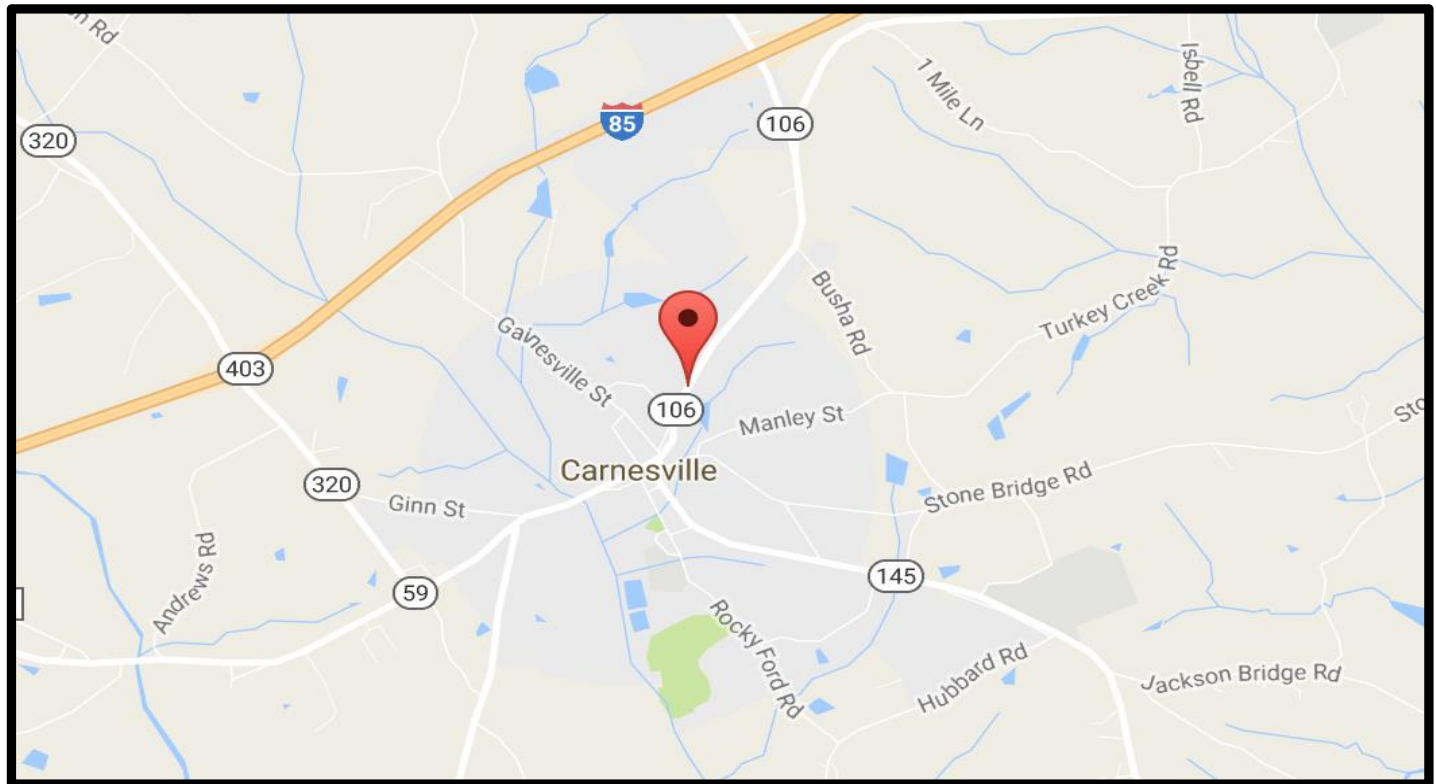 85
106
1 Mile Ln
Isbell Rd
320
Busha Rd
Turkey Creek Rd
Gainesville St
403
106
Manley St
Carnesville
320
Ginn St
Stone Bridge Rd
Andrews Rd
59
145
Rocky Ford Rd
Hubbard Rd
Jackson Bridge Rd